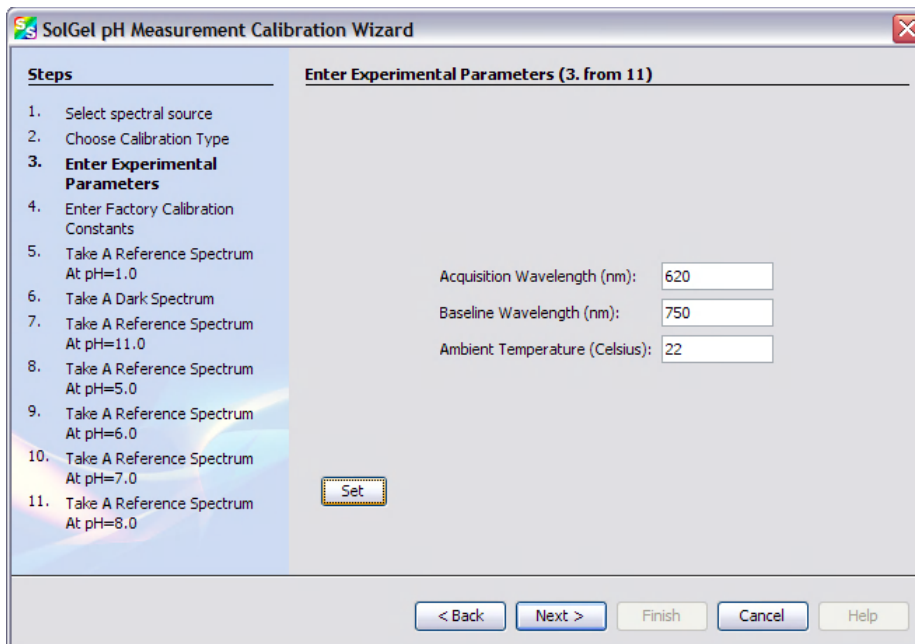 SolGel pH Measurement Calibration Wizard
Steps
1. Select spectral source
2. Choose Calibration Type
3. Enter Experimental
Parameters
4. Enter Factory Calibration
Constants
5. Take A Reference Spectrum
At pH=1.0
6. Take A Dark Spectrum
7. Take A Reference Spectrum
At pH=11.0
8. Take A Reference Spectrum
At pH=5.0
9. Take A Reference Spectrum
At pH=6.0
10. Take A Reference Spectrum
At pH=7.0
11. Take A Reference Spectrum
At pH=8.0
Enter Experimental Parameters (3. from 11)
Acquisition Wavelength (nm): 620
Baseline Wavelength (nm): 750
Ambient Temperature (Celsius): 22
Set
< Back Next > Finish Cancel Help